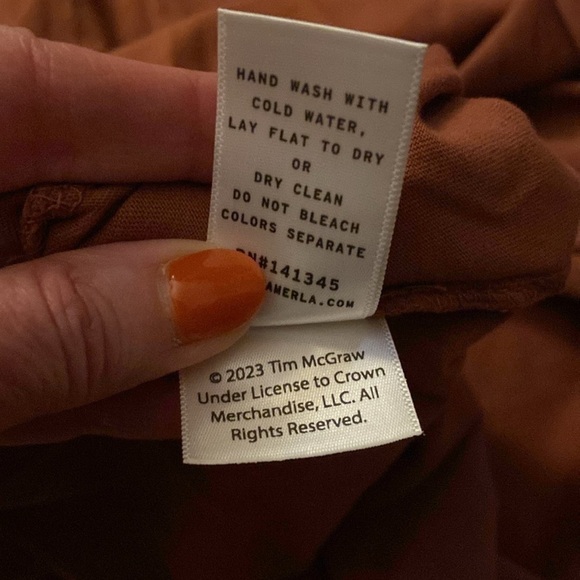 HAND WASH WITH
COLD WATER,
LAY FLAT TO DRY
OR
DRY CLEAN
DO NOT BLEACH
COLORS SEPARATE
RN#141345
AMERLA.COM
© 2023 Tim McGraw
Under License to Crown
Merchandise, LLC. All
Rights Reserved.